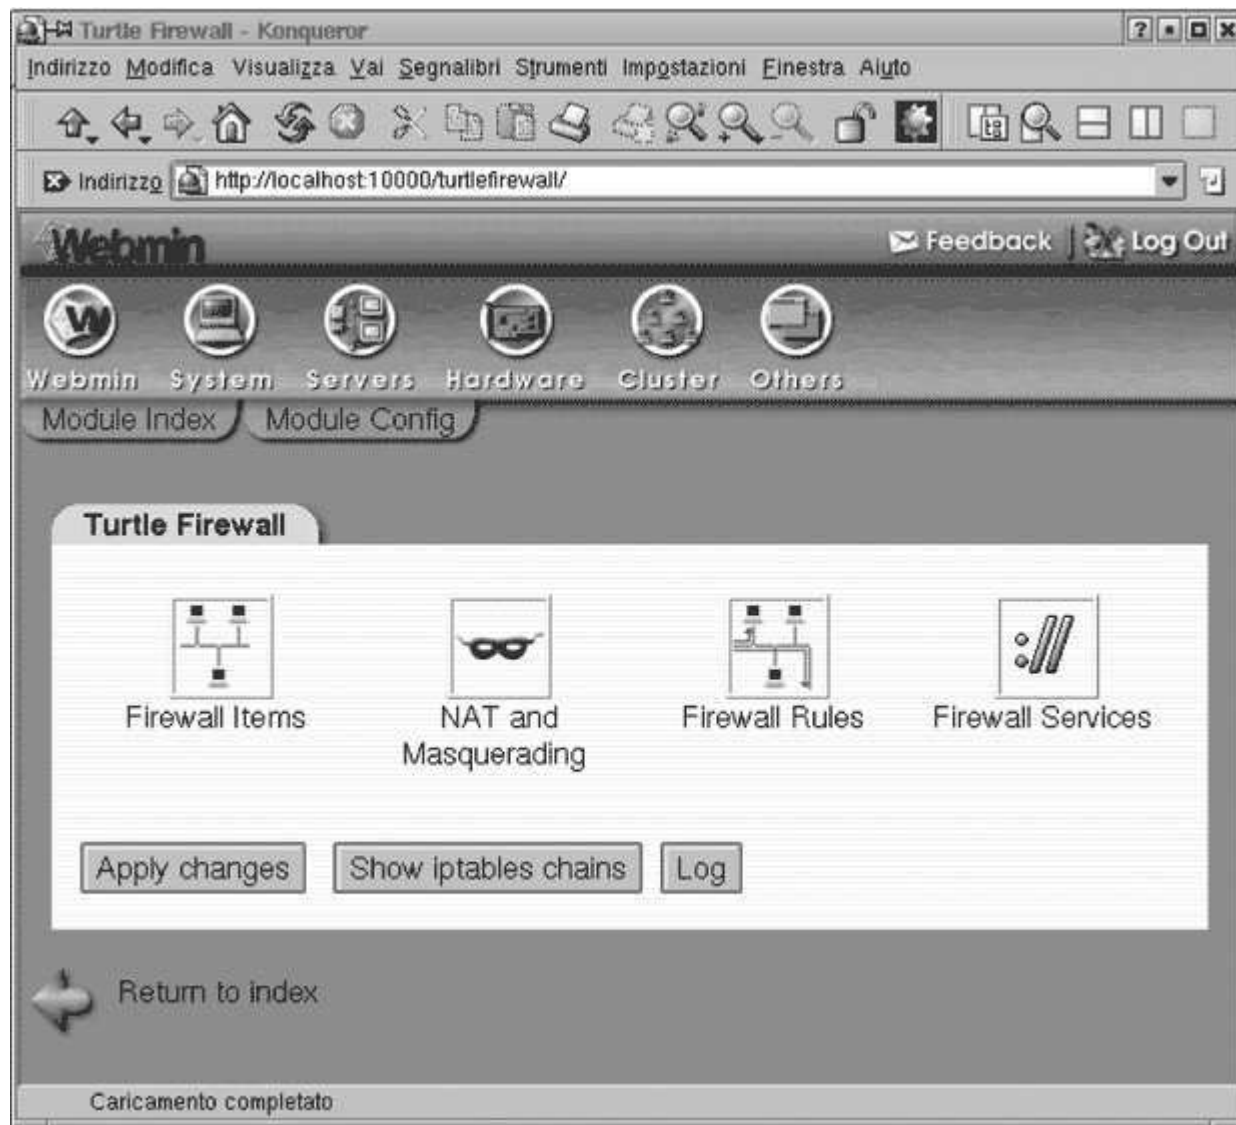 Turtle Firewall - Konqueror
Indirizzo Modifica Visualizza Vai Segnalibri Strumenti Impostazioni Finestra Aiuto
Indirizzo http://localhost:10000/turtlefirewall/
Webmin Feedback Log Out
Webmin System Servers Hardware Cluster Others
Module Index Module Config
Turtle Firewall
Firewall Items NAT and Masquerading Firewall Rules Firewall Services
Apply changes Show iptables chains Log
Return to index
Caricamento completato